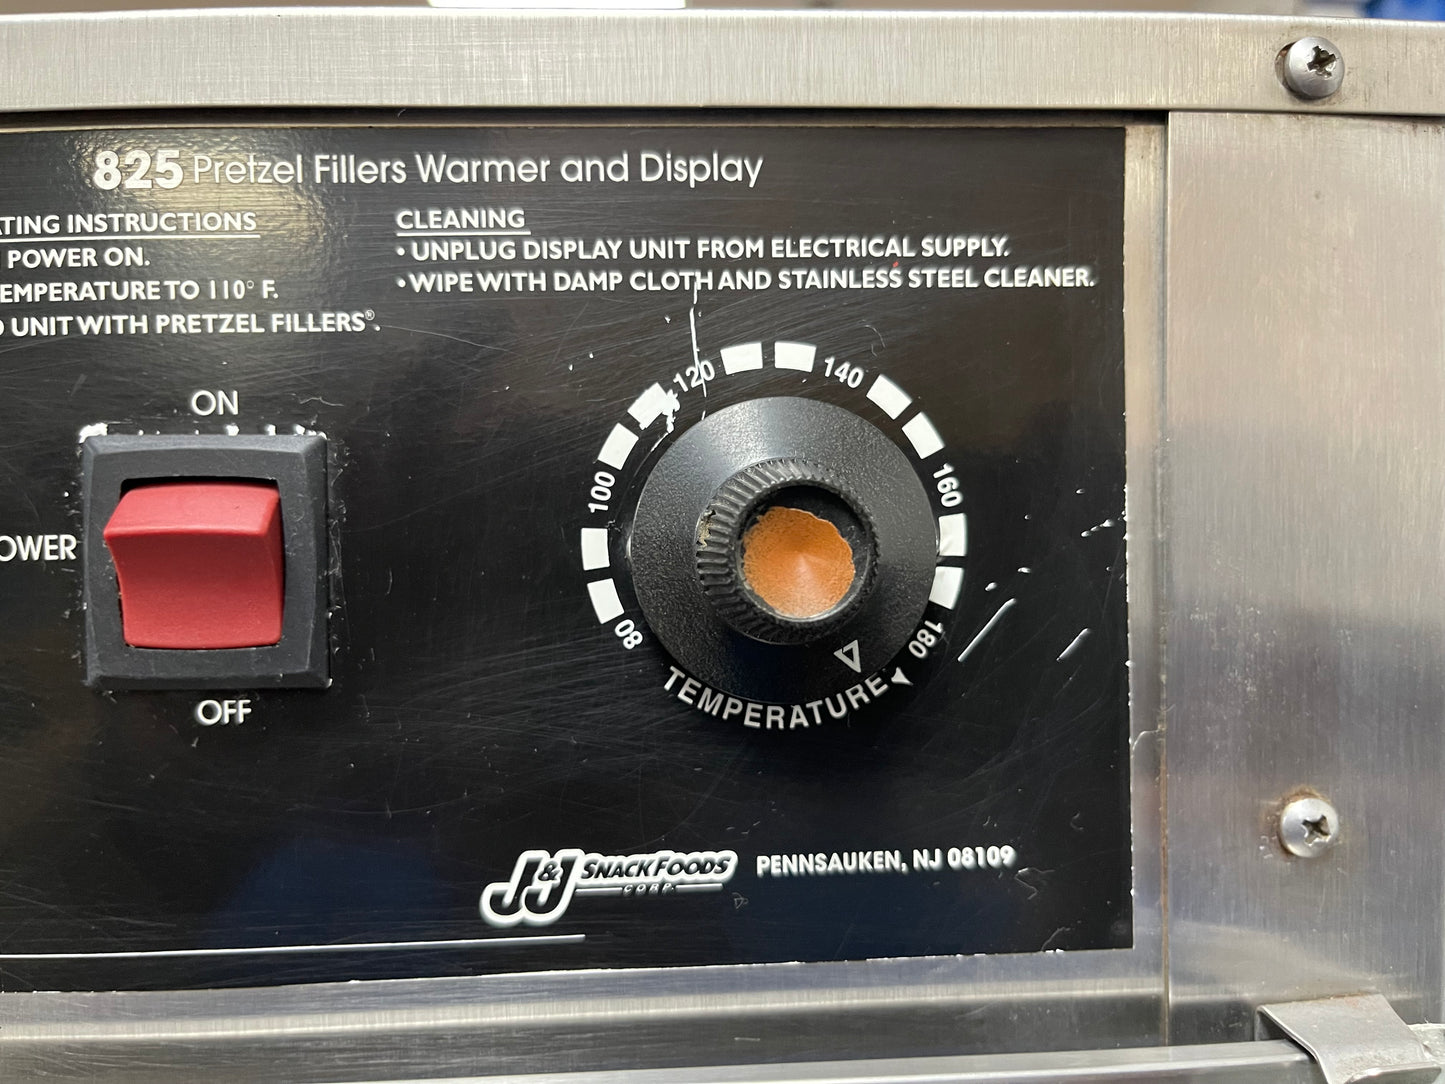 825 Pretzel Fillers Warmer and Display
ATING INSTRUCTIONS
POWER ON.
EMPERATURE TO 110° F.
D UNIT WITH PRETZEL FILLERS®.
CLEANING
• UNPLUG DISPLAY UNIT FROM ELECTRICAL SUPPLY.
• WIPE WITH DAMP CLOTH AND STAINLESS STEEL CLEANER.
ON
OWER
OFF
80
100
120
140
160
180
TEMPERATURE
J&J SNACK FOODS
CORP.
PENNSAUKEN, NJ 08109